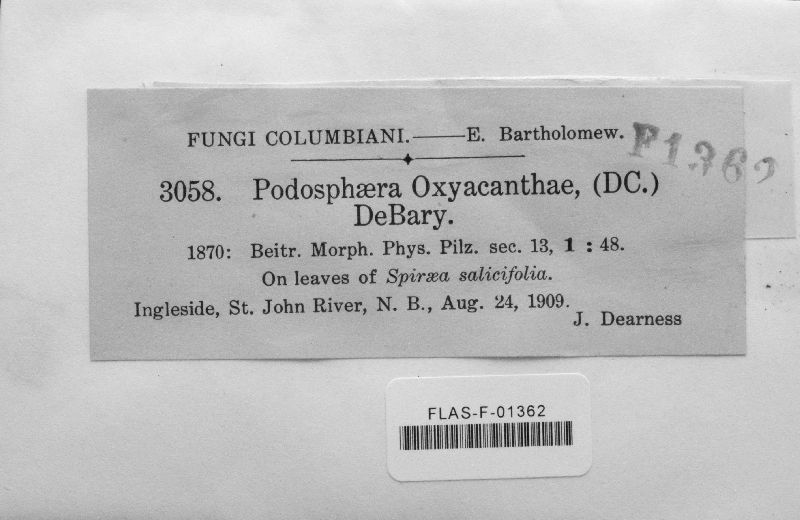 FUNGI COLUMBIANI.——E. Bartholomew.
F1362
3058. Podosphæra Oxyacanthae, (DC.)
DeBary.
1870: Beitr. Morph. Phys. Pilz. sec. 13, 1 : 48.
On leaves of Spiræa salicifolia.
Ingleside, St. John River, N. B., Aug. 24, 1909.
J. Dearness
FLAS-F-01362